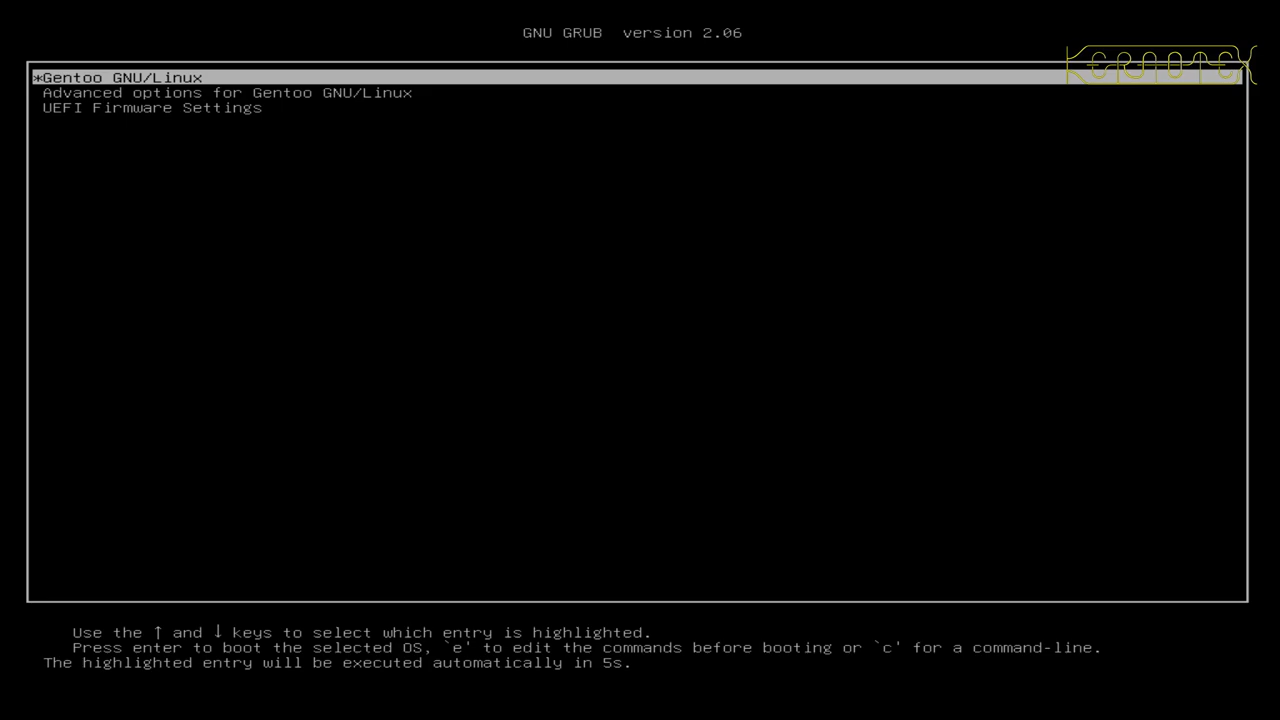 GNU GRUB  version 2.06
KERNOTEX
*Gentoo GNU/Linux
Advanced options for Gentoo GNU/Linux
UEFI Firmware Settings
Use the ↑ and ↓ keys to select which entry is highlighted.
Press enter to boot the selected OS, `e' to edit the commands before booting or `c' for a command-line.
The highlighted entry will be executed automatically in 5s.